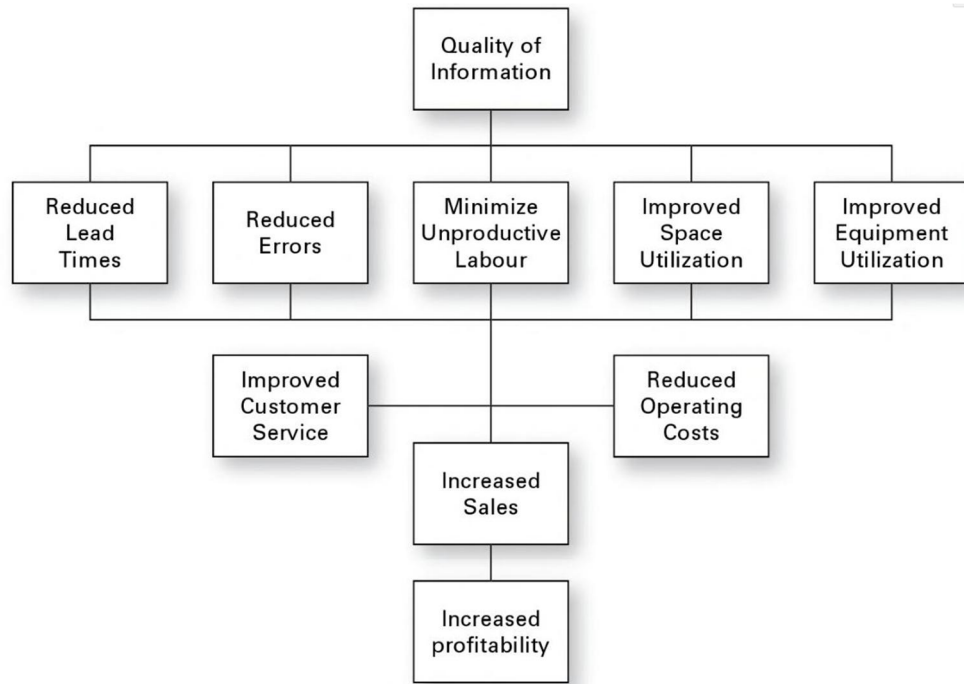 Quality of
Information
Reduced
Lead
Times
Reduced
Errors
Minimize
Unproductive
Labour
Improved
Space
Utilization
Improved
Equipment
Utilization
Improved
Customer
Service
Reduced
Operating
Costs
Increased
Sales
Increased
profitability